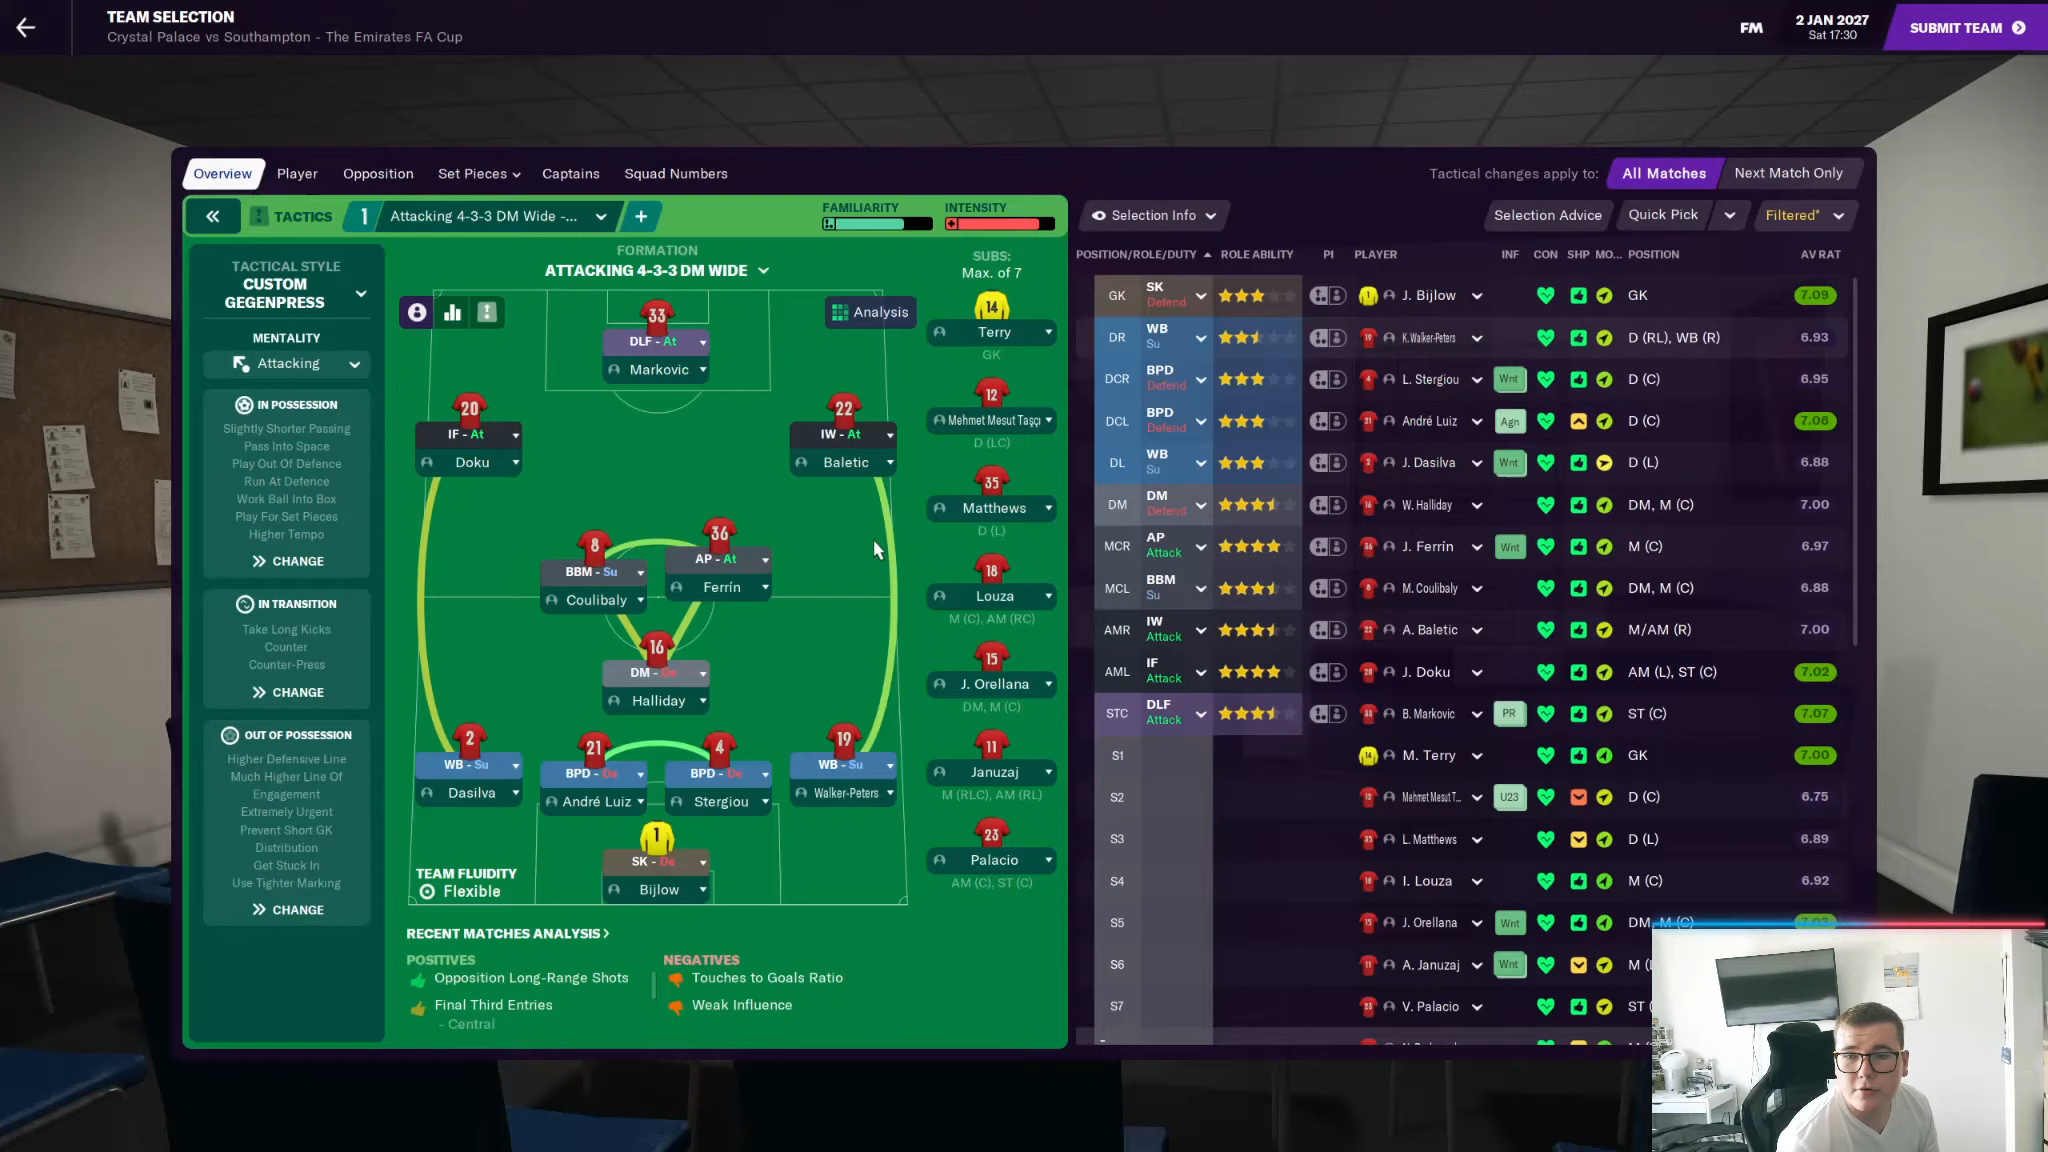 TEAM SELECTION
Crystal Palace vs Southampton - The Emirates FA Cup
FM
2 JAN 2027
Sat 17:30
SUBMIT TEAM
Overview
Player
Opposition
Set Pieces
Captains
Squad Numbers
Tactical changes apply to:
All Matches
Next Match Only
TACTICS
1
Attacking 4-3-3 DM Wide -...
+
FAMILIARITY
INTENSITY
Selection Info
Selection Advice
Quick Pick
Filtered*
TACTICAL STYLE
CUSTOM
GEGENPRESS
MENTALITY
Attacking
IN POSSESSION
Slightly Shorter Passing
Pass Into Space
Play Out Of Defence
Run At Defence
Work Ball Into Box
Play For Set Pieces
Higher Tempo
CHANGE
IN TRANSITION
Take Long Kicks
Counter
Counter-Press
CHANGE
OUT OF POSSESSION
Higher Defensive Line
Much Higher Line Of
Engagement
Extremely Urgent
Prevent Short GK
Distribution
Get Stuck In
Use Tighter Marking
CHANGE
FORMATION
ATTACKING 4-3-3 DM WIDE
Analysis
33
DLF - At
Markovic
20
IF - At
Doku
22
IW - At
Baletic
8
BBM - Su
Coulibaly
36
AP - At
Ferrín
16
DM - De
Halliday
2
WB - Su
Dasilva
21
BPD - De
André Luiz
4
BPD - De
Stergiou
19
WB - Su
Walker-Peters
1
SK - De
Bijlow
TEAM FLUIDITY
Flexible
SUBS:
Max. of 7
14
Terry
GK
12
Mehmet Mesut Taşçı
D (LC)
35
Matthews
D (L)
18
Louza
M (C), AM (RC)
15
J. Orellana
DM, M (C)
11
Januzaj
M (RLC), AM (RL)
23
Palacio
AM (C), ST (C)
RECENT MATCHES ANALYSIS
POSITIVES
Opposition Long-Range Shots
Final Third Entries
- Central
NEGATIVES
Touches to Goals Ratio
Weak Influence
POSITION/ROLE/DUTY ROLE ABILITY PI PLAYER INF CON SHP MO... POSITION AV RAT
GK SK Defend J. Bijlow GK 7.09
DR WB Su K. Walker-Peters D (RL), WB (R) 6.93
DCR BPD Defend L. Stergiou Wnt D (C) 6.95
DCL BPD Defend André Luiz Agn D (C) 7.06
DL WB Su J. Dasilva Wnt D (L) 6.88
DM DM Defend W. Halliday DM, M (C) 7.00
MCR AP Attack J. Ferrín Wnt M (C) 6.97
MCL BBM Su M. Coulibaly DM, M (C) 6.88
AMR IW Attack A. Baletic M/AM (R) 7.00
AML IF Attack J. Doku AM (L), ST (C) 7.02
STC DLF Attack B. Markovic PR ST (C) 7.07
S1 M. Terry GK 7.00
S2 Mehmet Mesut T... U23 D (C) 6.75
S3 L. Matthews D (L) 6.89
S4 I. Louza M (C) 6.92
S5 J. Orellana Wnt DM, M (C)
S6 A. Januzaj Wnt M
S7 V. Palacio ST